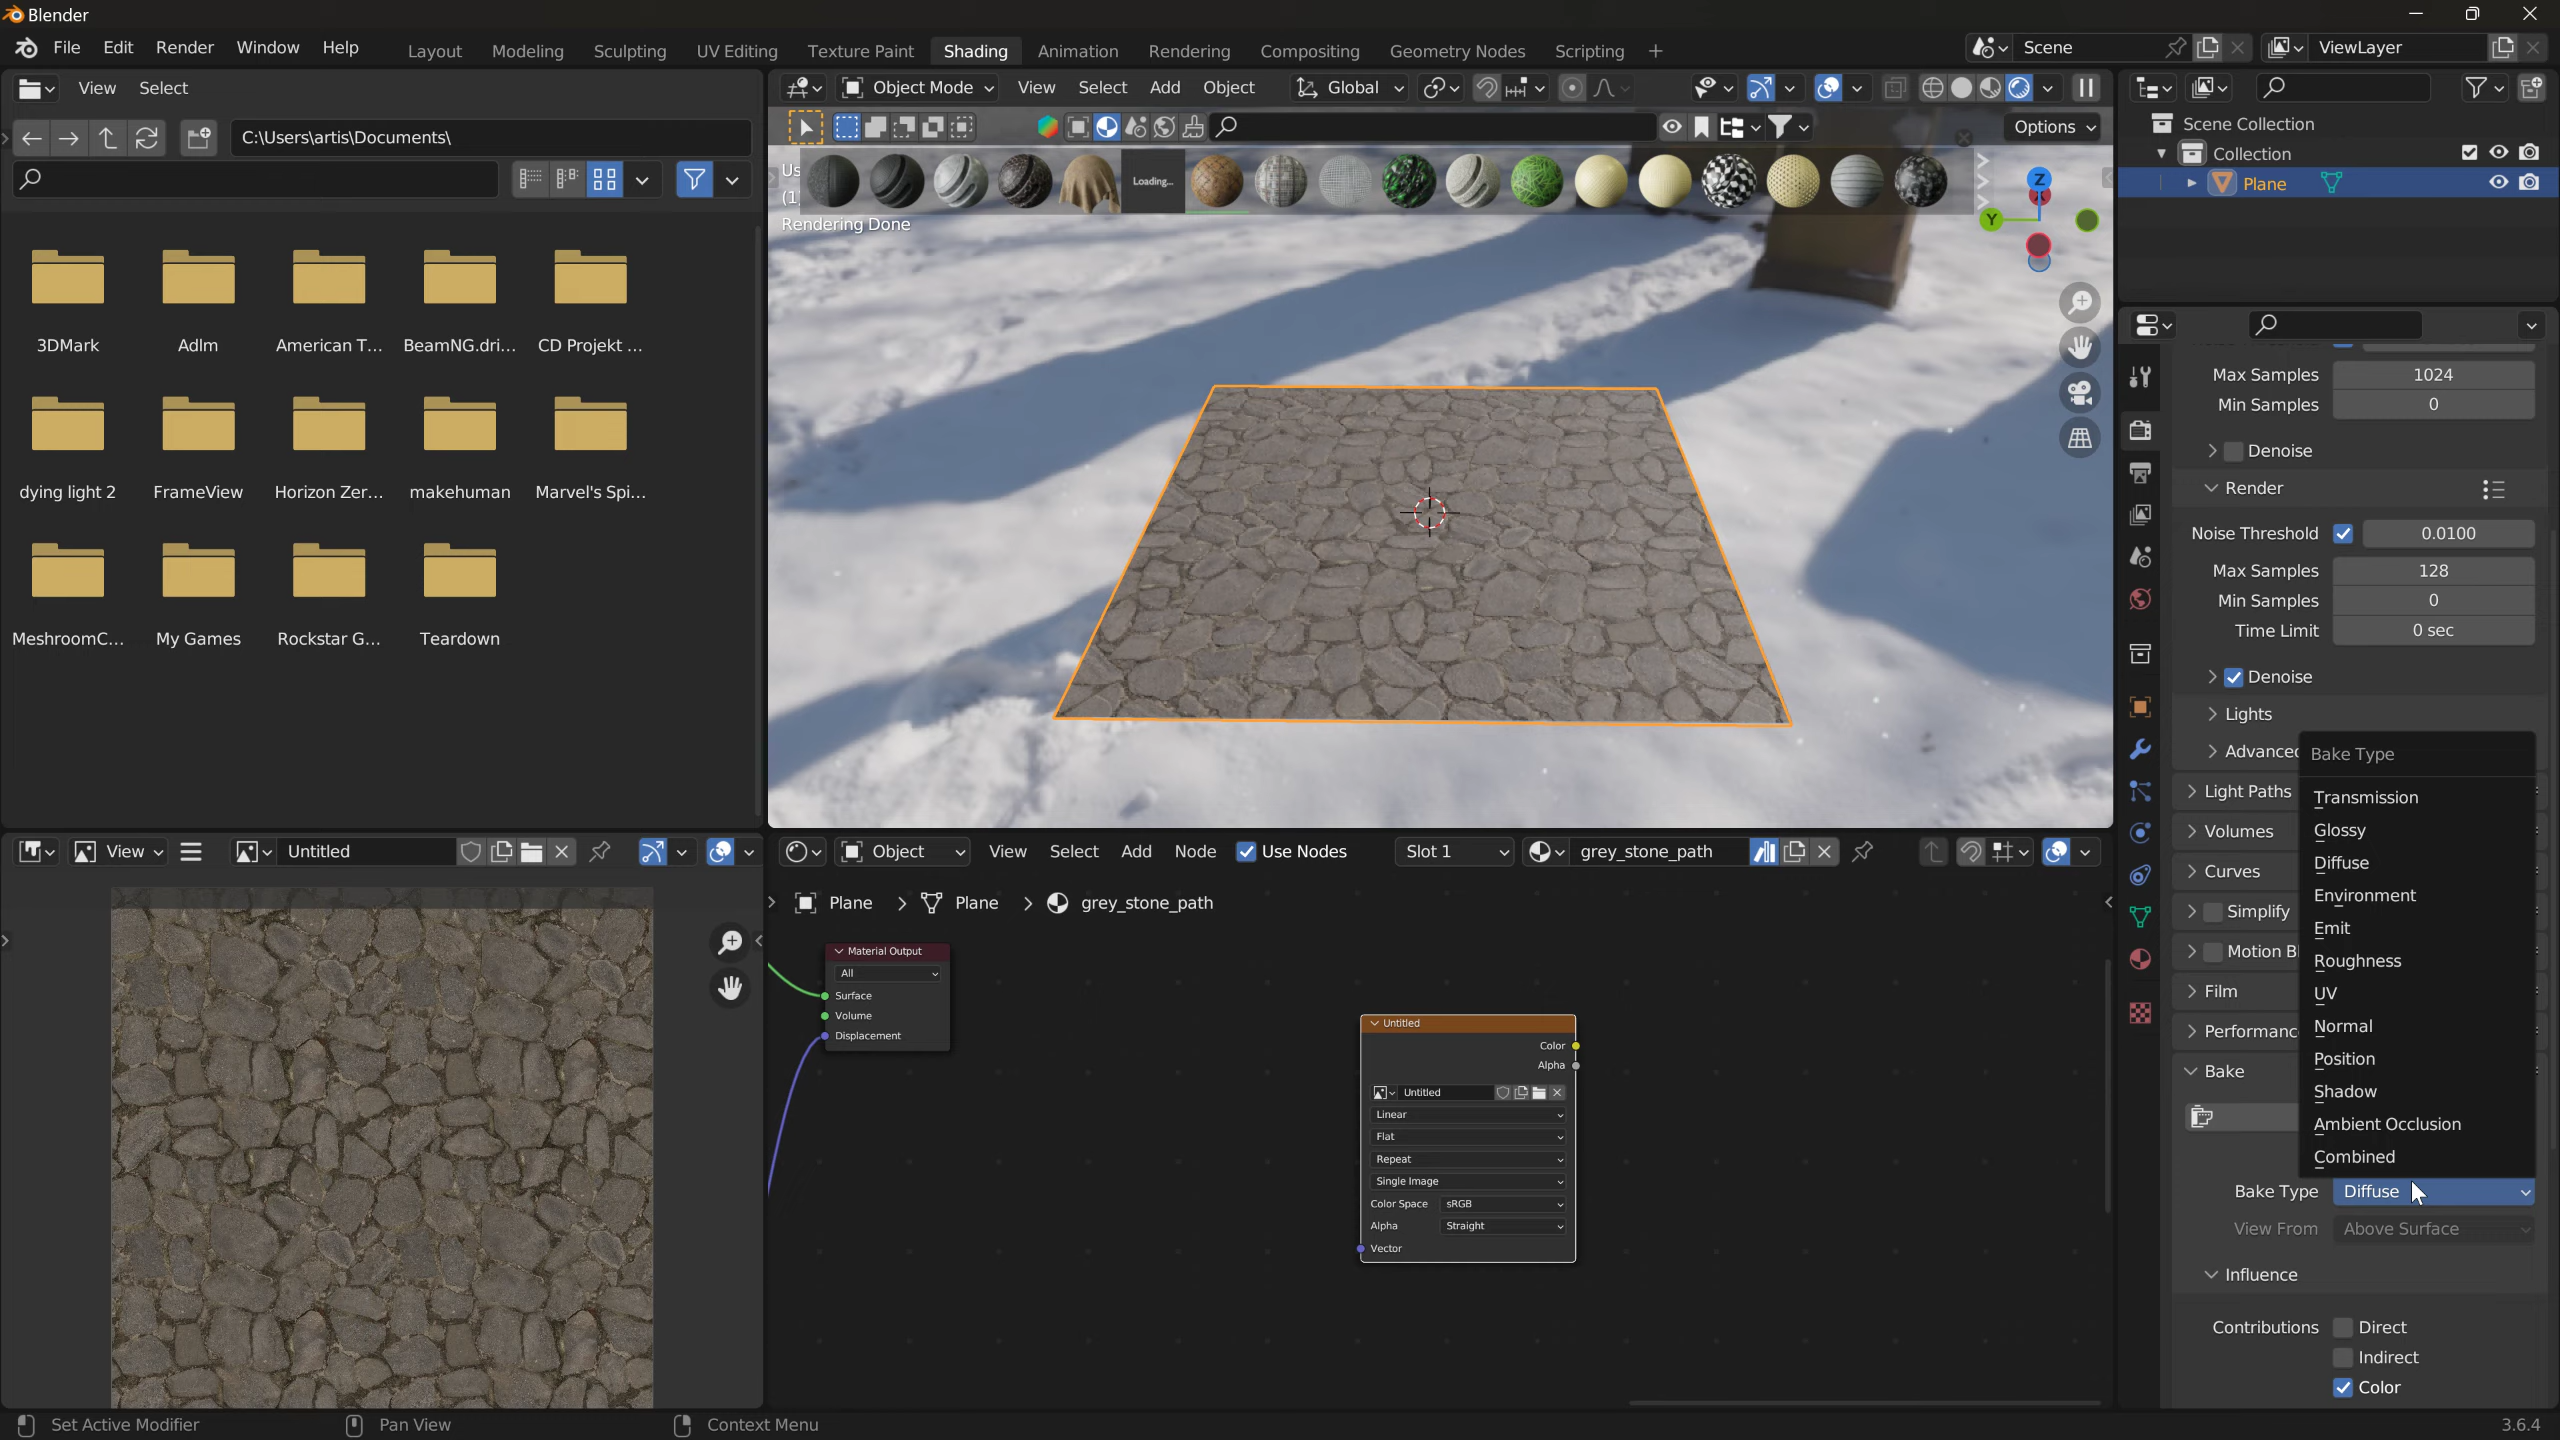 Blender
File Edit Render Window Help
Layout Modeling Sculpting UV Editing Texture Paint Shading Animation Rendering Compositing Geometry Nodes Scripting +
Scene
ViewLayer
View Select
C:\Users\artis\Documents\
3DMark Adlm American T... BeamNG.dri... CD Projekt ...
dying light 2 FrameView Horizon Zer... makehuman Marvel's Spi...
MeshroomC... My Games Rockstar G... Teardown
Object Mode View Select Add Object Global
Options
Us
(1)
Loading...
Rendering Done
Z
Y
Scene Collection
Collection
Plane
Max Samples 1024
Min Samples 0
Denoise
Render
Noise Threshold 0.0100
Max Samples 128
Min Samples 0
Time Limit 0 sec
Denoise
Lights
Advanced
Light Paths
Volumes
Curves
Simplify
Motion Bl
Film
Performance
Bake
Bake Type
Transmission
Glossy
Diffuse
Environment
Emit
Roughness
UV
Normal
Position
Shadow
Ambient Occlusion
Combined
Bake Type Diffuse
View From Above Surface
Influence
Contributions Direct
Indirect
Color
View Untitled
Object View Select Add Node Use Nodes Slot 1 grey_stone_path
Plane > Plane > grey_stone_path
Material Output
All
Surface
Volume
Displacement
Untitled
Color
Alpha
Untitled
Linear
Flat
Repeat
Single Image
Color Space sRGB
Alpha Straight
Vector
Set Active Modifier Pan View Context Menu
3.6.4